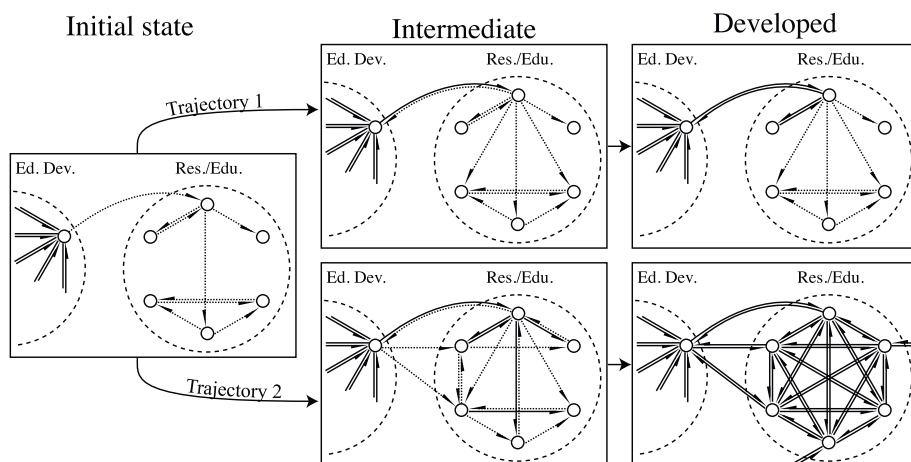 Initial state
Intermediate
Developed
Ed. Dev. Res./Edu.
Ed. Dev. Res./Edu.
Trajectory 1
Ed. Dev. Res./Edu.
Ed. Dev. Res./Edu.
Ed. Dev. Res./Edu.
Trajectory 2